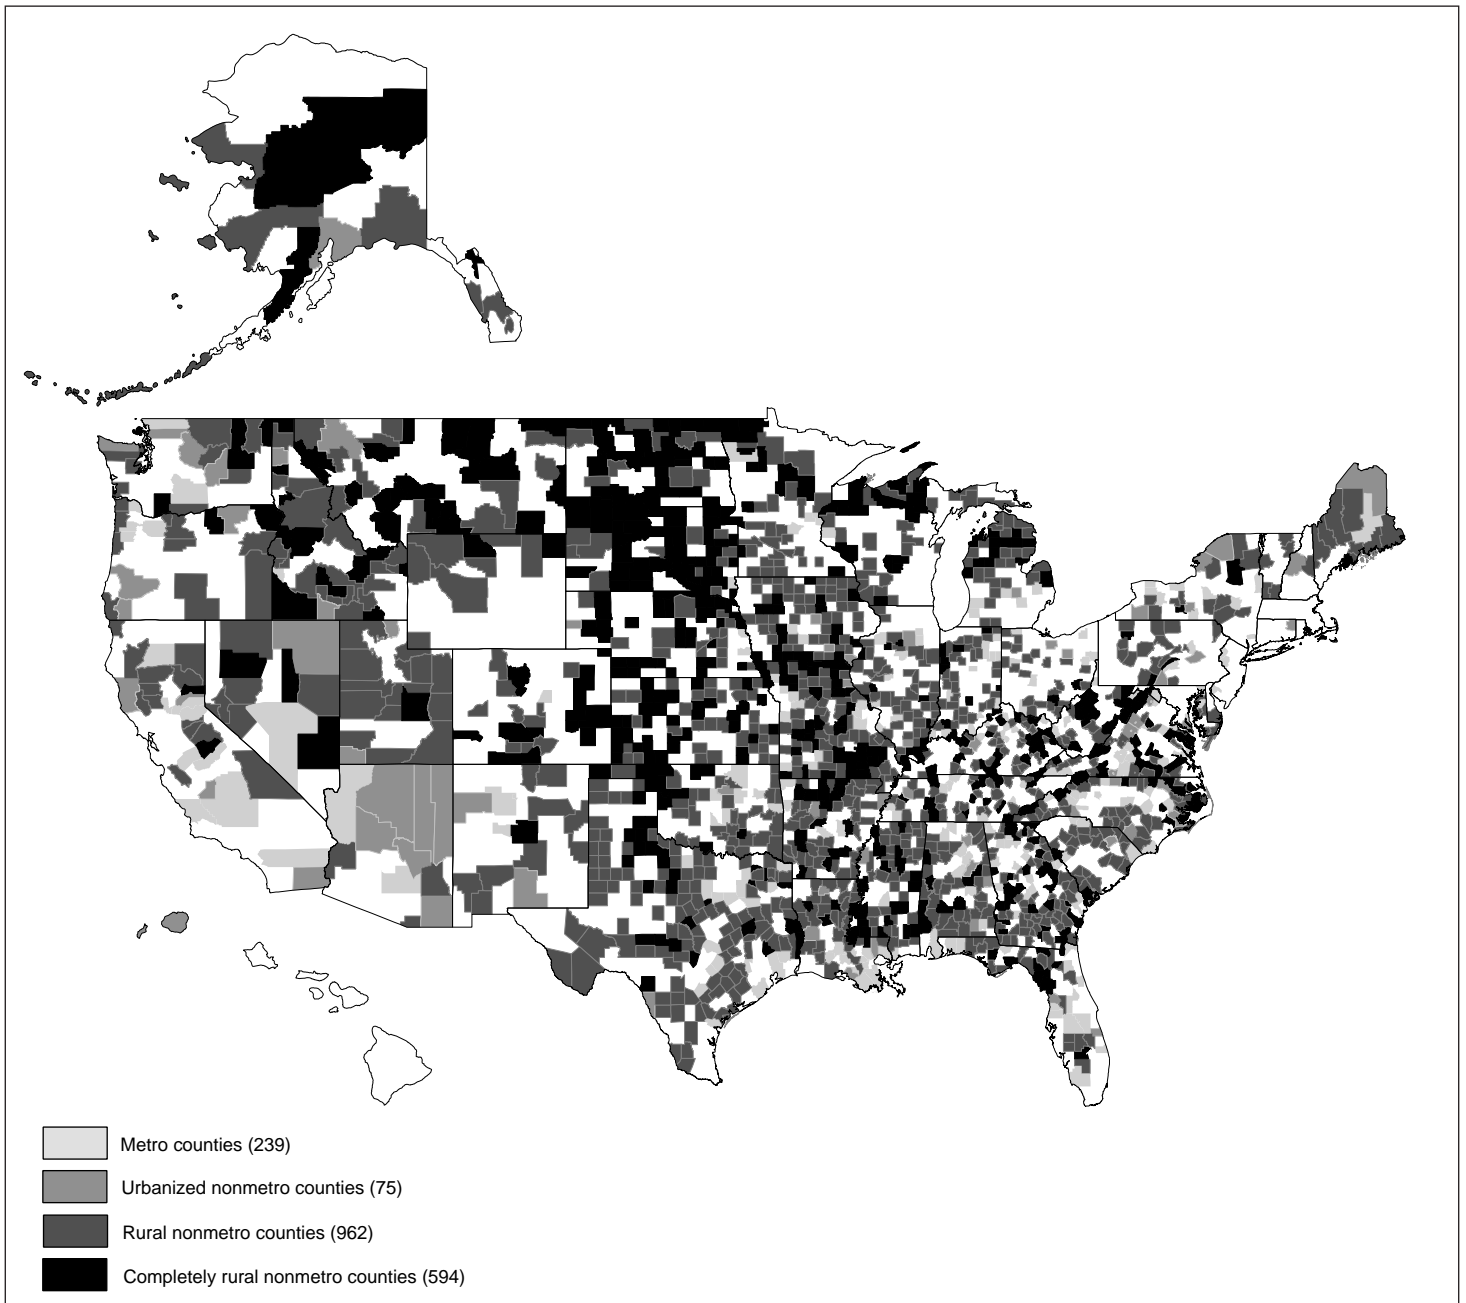 Metro counties (239)
Urbanized nonmetro counties (75)
Rural nonmetro counties (962)
Completely rural nonmetro counties (594)